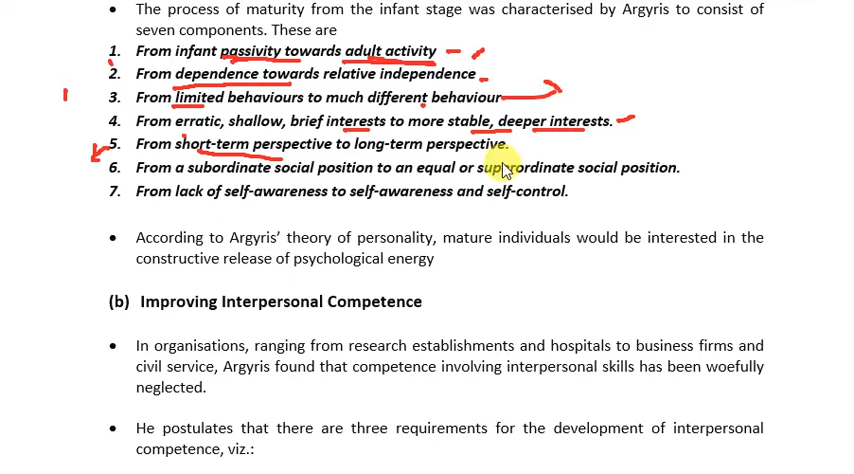 • The process of maturity from the infant stage was characterised by Argyris to consist of
seven components. These are
1. From infant passivity towards adult activity
2. From dependence towards relative independence
3. From limited behaviours to much different behaviour
4. From erratic, shallow, brief interests to more stable, deeper interests.
5. From short-term perspective to long-term perspective.
6. From a subordinate social position to an equal or superordinate social position.
7. From lack of self-awareness to self-awareness and self-control.
• According to Argyris’ theory of personality, mature individuals would be interested in the
constructive release of psychological energy
(b) Improving Interpersonal Competence
• In organisations, ranging from research establishments and hospitals to business firms and
civil service, Argyris found that competence involving interpersonal skills has been woefully
neglected.
• He postulates that there are three requirements for the development of interpersonal
competence, viz.: